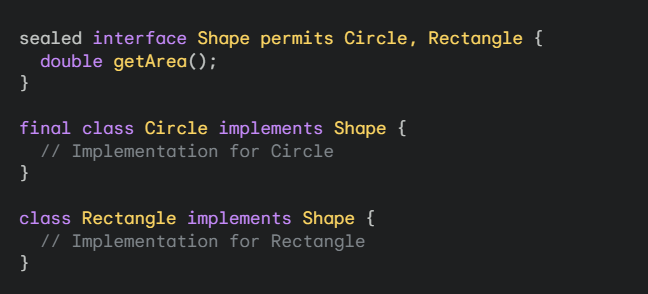 sealed interface Shape permits Circle, Rectangle {
  double getArea();
}

final class Circle implements Shape {
  // Implementation for Circle
}

class Rectangle implements Shape {
  // Implementation for Rectangle
}